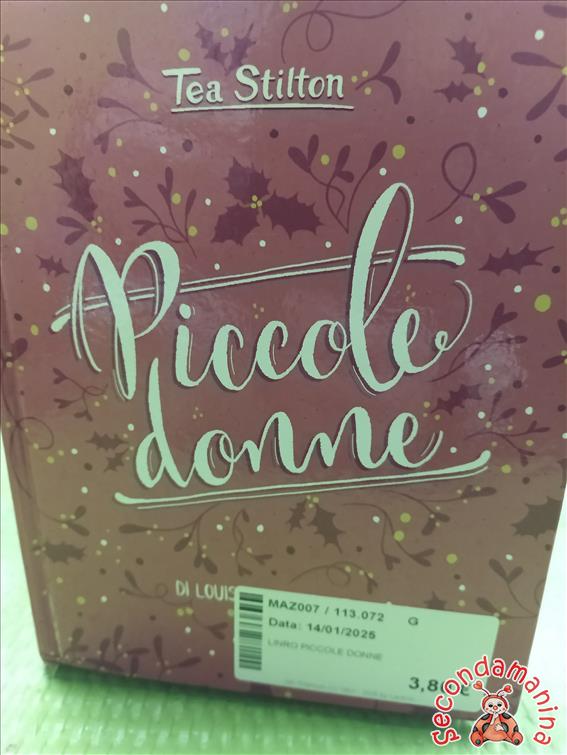 Tea Stilton
Piccole
donne
DI LOUIS
MAZ007 / 113.072 G
Data: 14/01/2025
LINRO PICCOLE DONNE
3,80 €
secondamanina